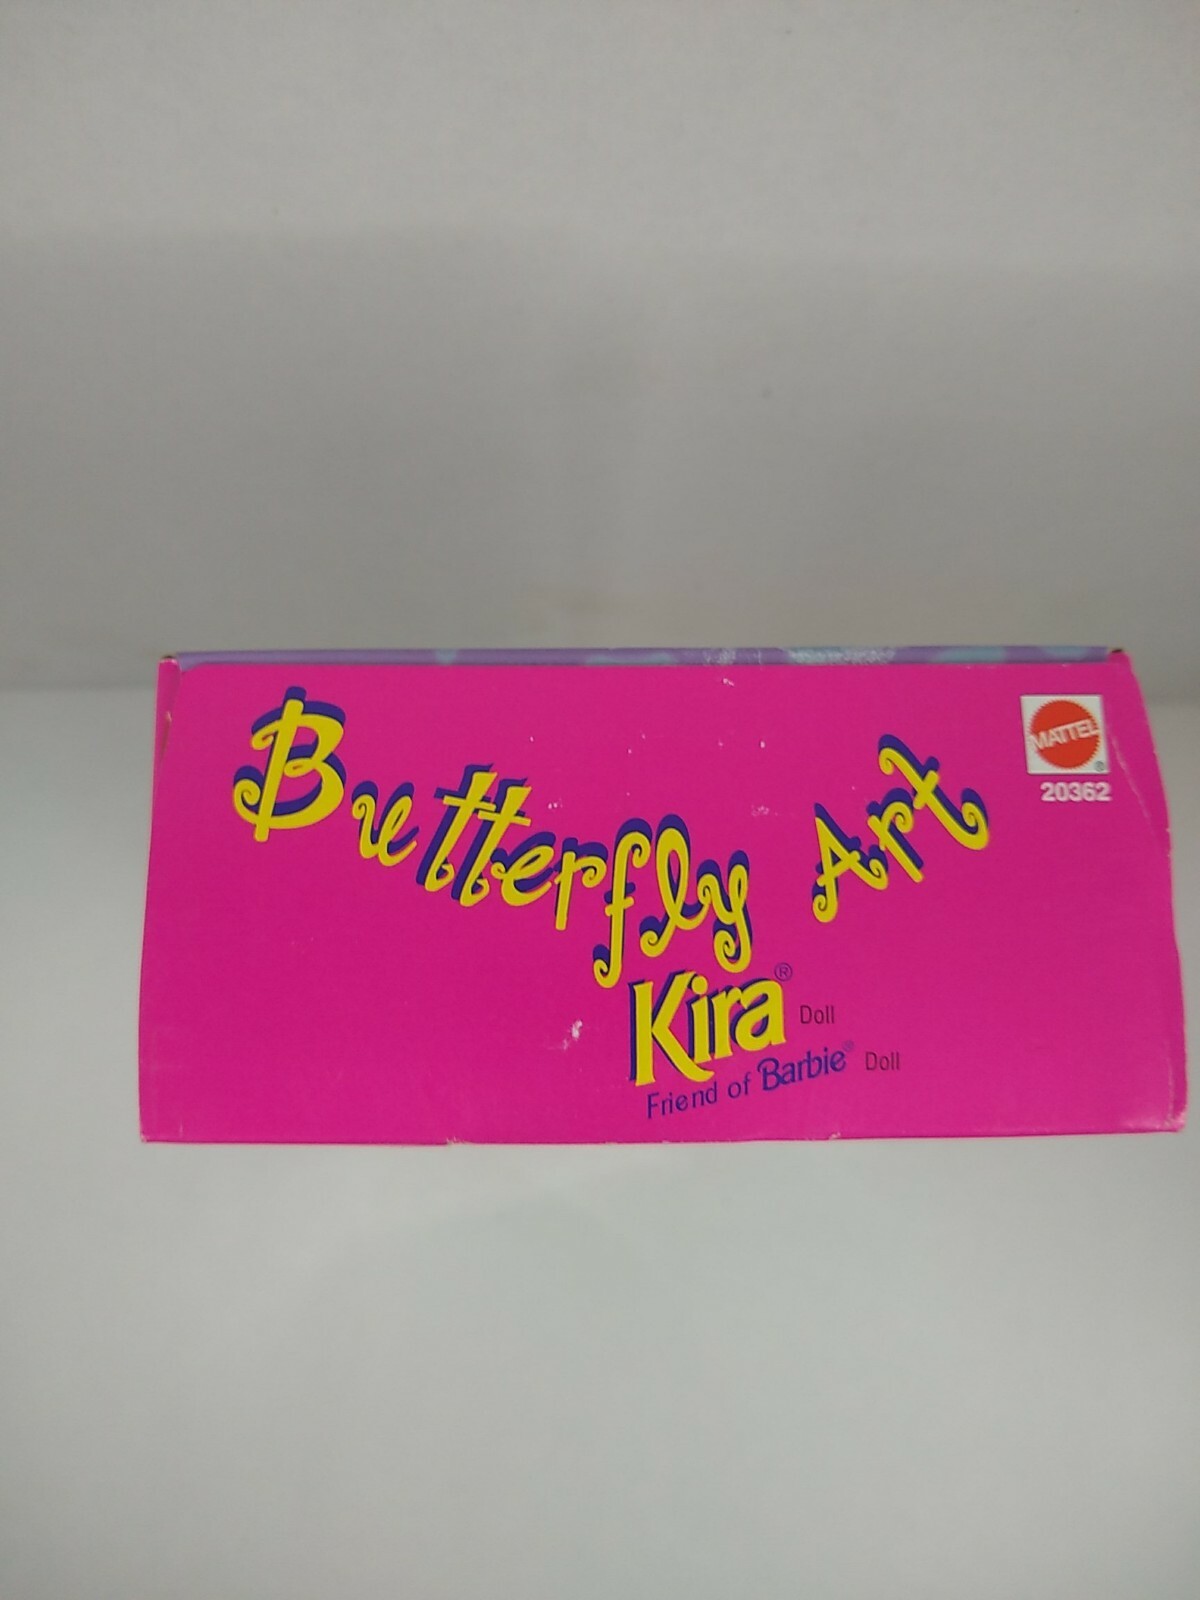 Butterfly Art
MATTEL ®
20362
Kira® Doll
Friend of Barbie® Doll